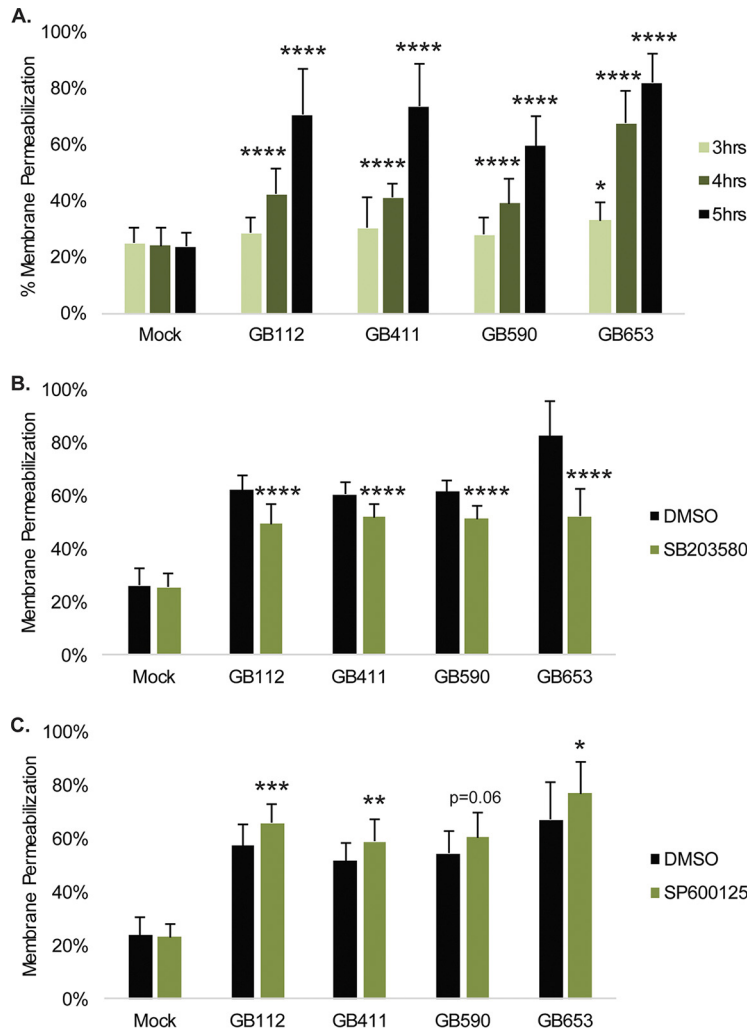 A.
% Membrane Permeabilization
100%
80%
60%
40%
20%
0%
****
****
****
****
****
****
****
****
*
3hrs
4hrs
5hrs
Mock
GB112
GB411
GB590
GB653
B.
Membrane Permeabilization
100%
80%
60%
40%
20%
0%
****
****
****
****
DMSO
SB203580
Mock
GB112
GB411
GB590
GB653
C.
Membrane Permeabilization
100%
80%
60%
40%
20%
0%
***
**
p=0.06
*
DMSO
SP600125
Mock
GB112
GB411
GB590
GB653